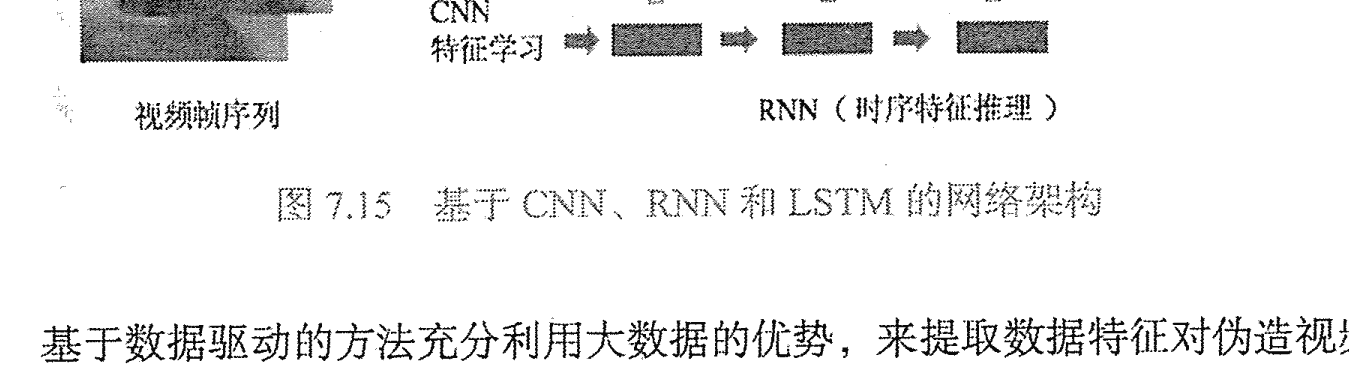 CNN
特征学习
视频帧序列
RNN（时序特征推理）
图 7.15 基于 CNN、RNN 和 LSTM 的网络架构
基于数据驱动的方法充分利用大数据的优势，来提取数据特征对伪造视